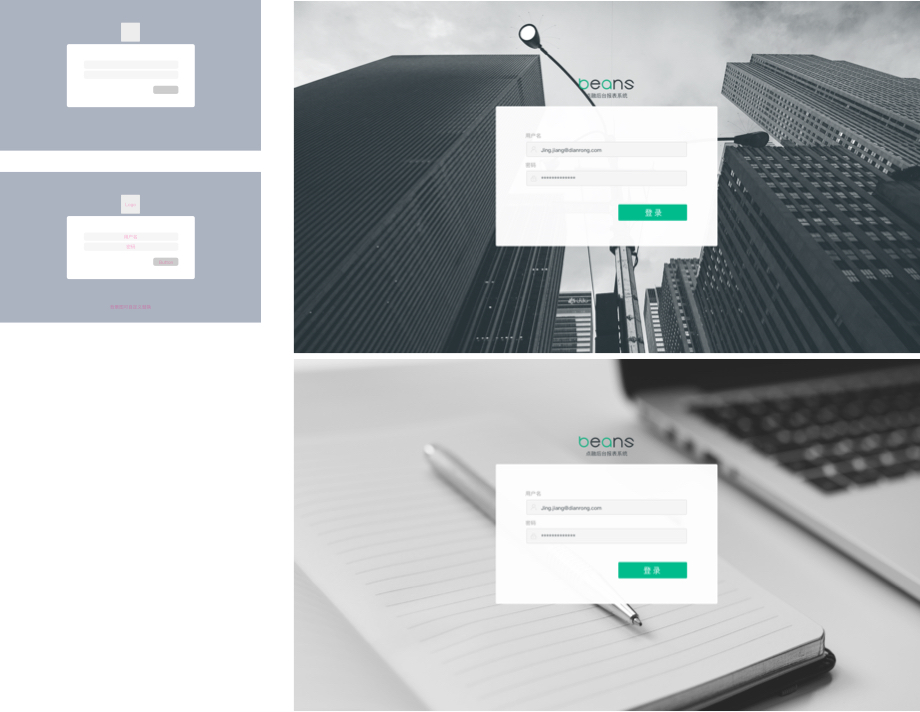 Logo
用户名
密码
beans
点融后台报表系统
用户名
Jing.jiang@dianrong.com
密码
*************
登 录
beans
点融后台报表系统
用户名
Jing.jiang@dianrong.com
密码
*************
登 录